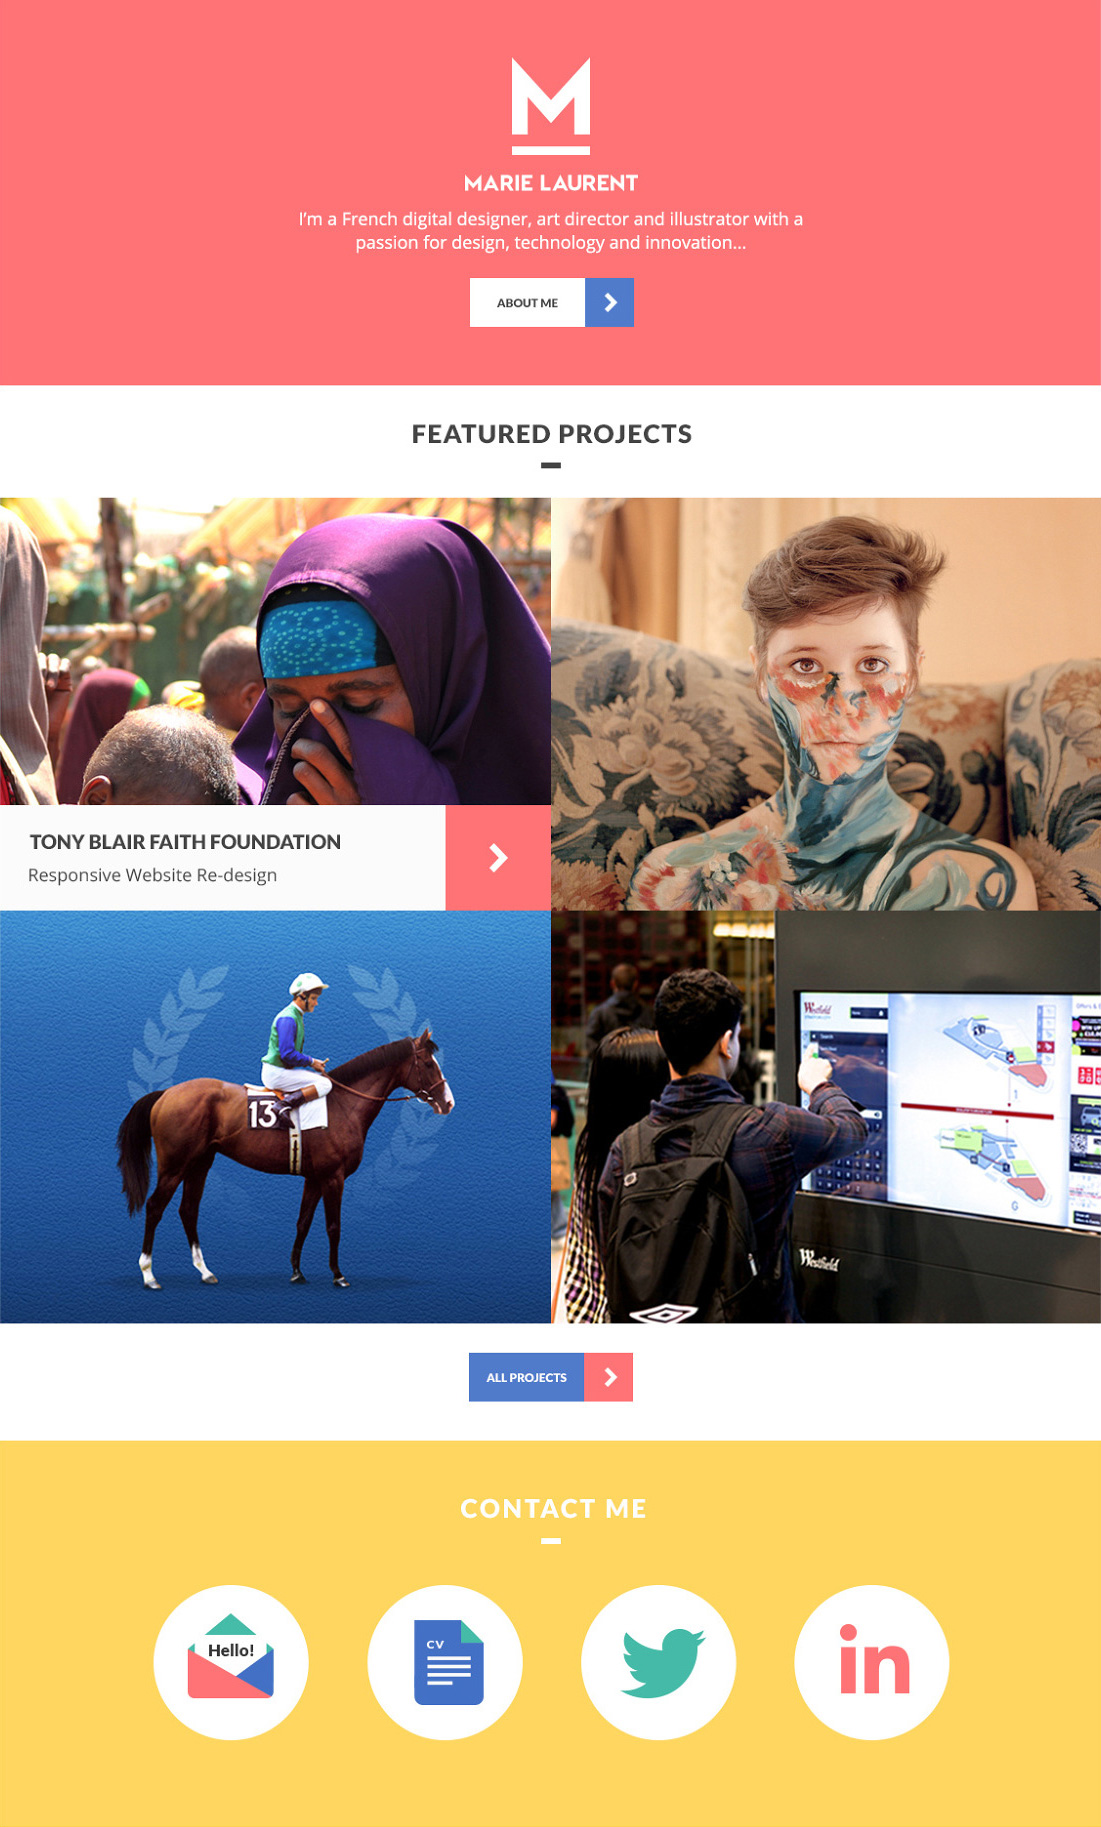 M
MARIE LAURENT
I'm a French digital designer, art director and illustrator with a
passion for design, technology and innovation...
ABOUT ME
FEATURED PROJECTS
TONY BLAIR FAITH FOUNDATION
Responsive Website Re-design
13
Westfield
G
Westfield
ALL PROJECTS
CONTACT ME
Hello!
CV
in